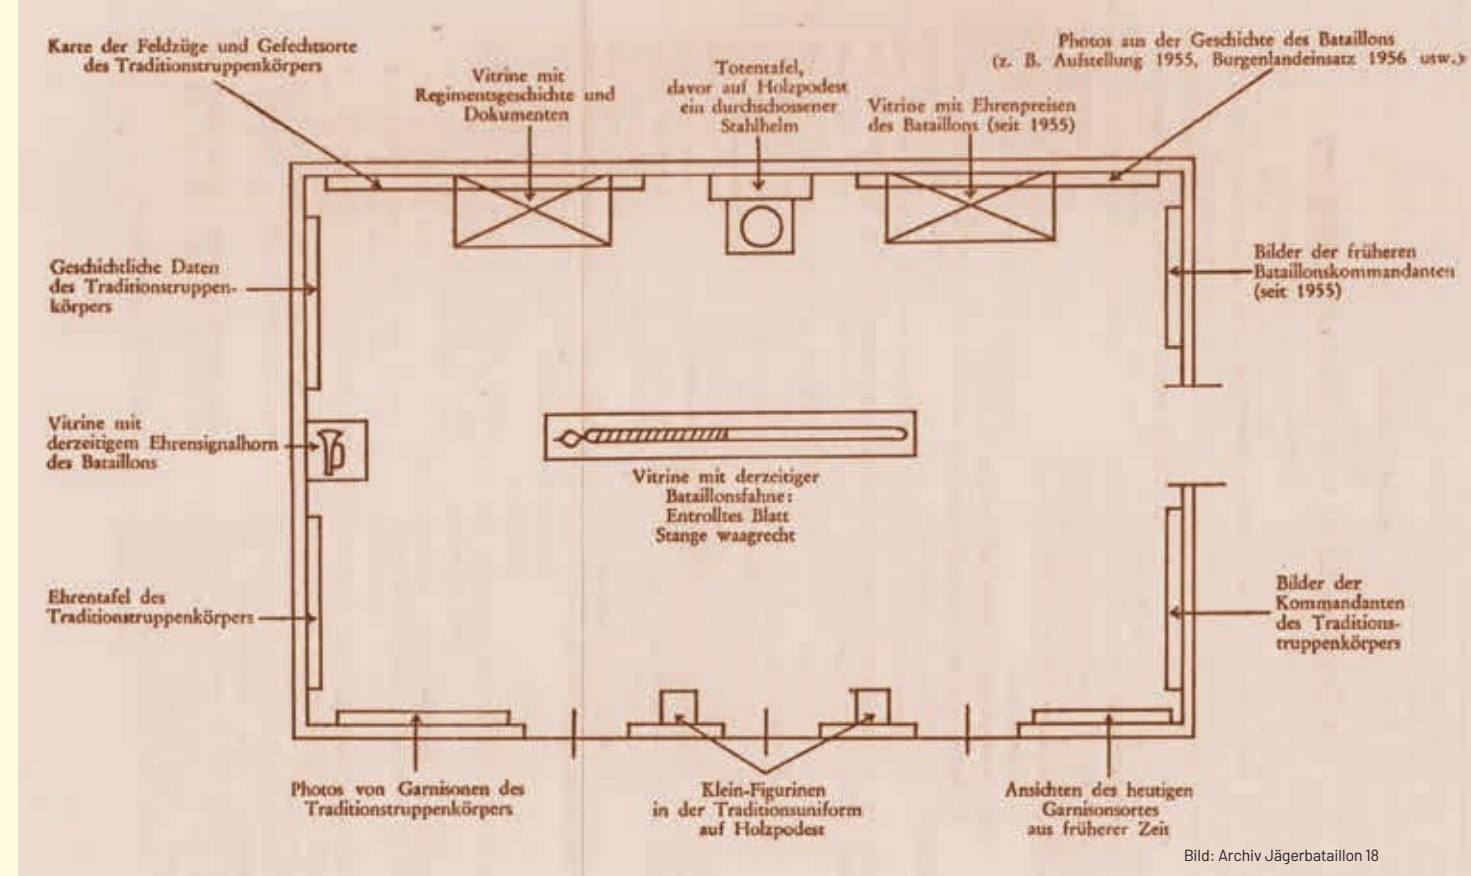 Karte der Feldzüge und Gefechtsorte
des Traditionstruppenkörpers
Vitrine mit
Regimentsgeschichte und
Dokumenten
Totentafel,
davor auf Holzpodest
ein durchschossener
Stahlhelm
Vitrine mit Ehrenpreisen
des Bataillons (seit 1955)
Photos aus der Geschichte des Bataillons
(z. B. Aufstellung 1955, Burgenlandeinsatz 1956 usw.)
Geschichtliche Daten
des Traditionstruppen-
körpers
Bilder der früheren
Bataillonskommandanten
(seit 1955)
Vitrine mit
derzeitigem Ehrensignalhorn
des Bataillons
Vitrine mit derzeitiger
Bataillonsfahne:
Entrolltes Blatt
Stange waagrecht
Ehrentafel des
Traditionstruppenkörpers
Bilder der
Kommandanten
des Traditions-
truppenkörpers
Photos von Garnisonen des
Traditionstruppenkörpers
Klein-Figurinen
in der Traditionsuniform
auf Holzpodest
Ansichten des heutigen
Garnisonsortes
aus früherer Zeit
Bild: Archiv Jägerbataillon 18